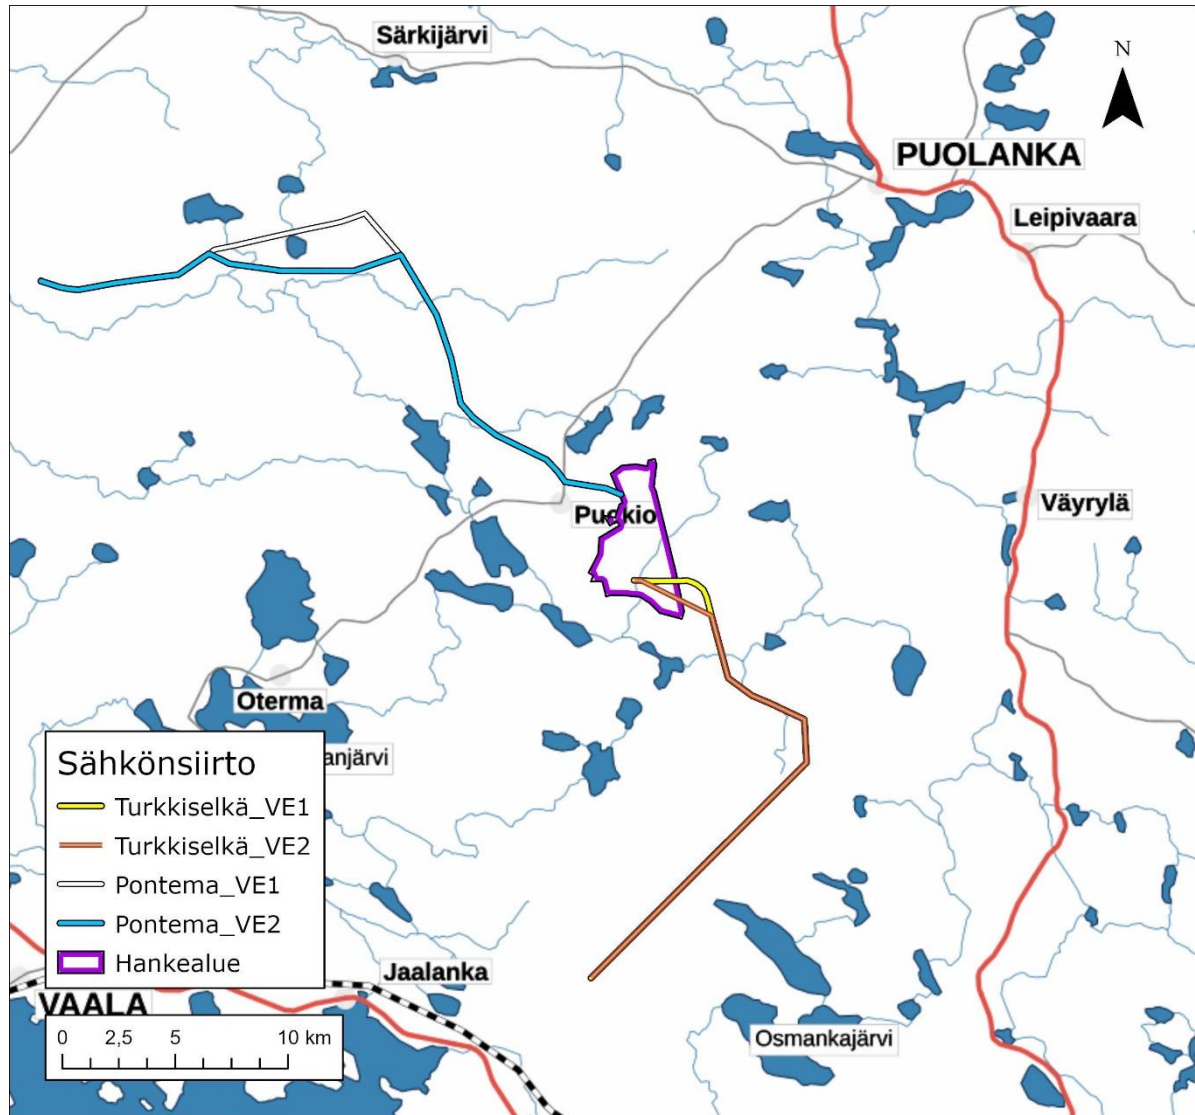 Särkijärvi
N
PUOLANKA
Leipivaara
Väyrylä
Puokio
Oterma
anjärvi
Sähkönsiirto
Turkkiselkä_VE1
Turkkiselkä_VE2
Pontema_VE1
Pontema_VE2
Hankealue
Jaalanka
VAALA
Osmankajärvi
0 2,5 5 10 km